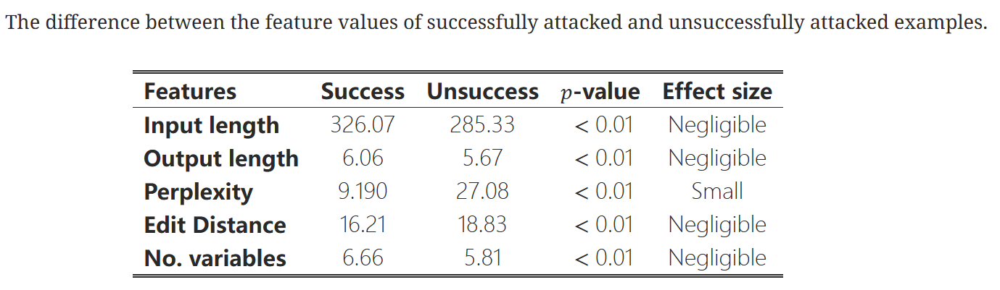 The difference between the feature values of successfully attacked and unsuccessfully attacked examples.
Features Success Unsuccess p-value Effect size
Input length 326.07 285.33 < 0.01 Negligible
Output length 6.06 5.67 < 0.01 Negligible
Perplexity 9.190 27.08 < 0.01 Small
Edit Distance 16.21 18.83 < 0.01 Negligible
No. variables 6.66 5.81 < 0.01 Negligible